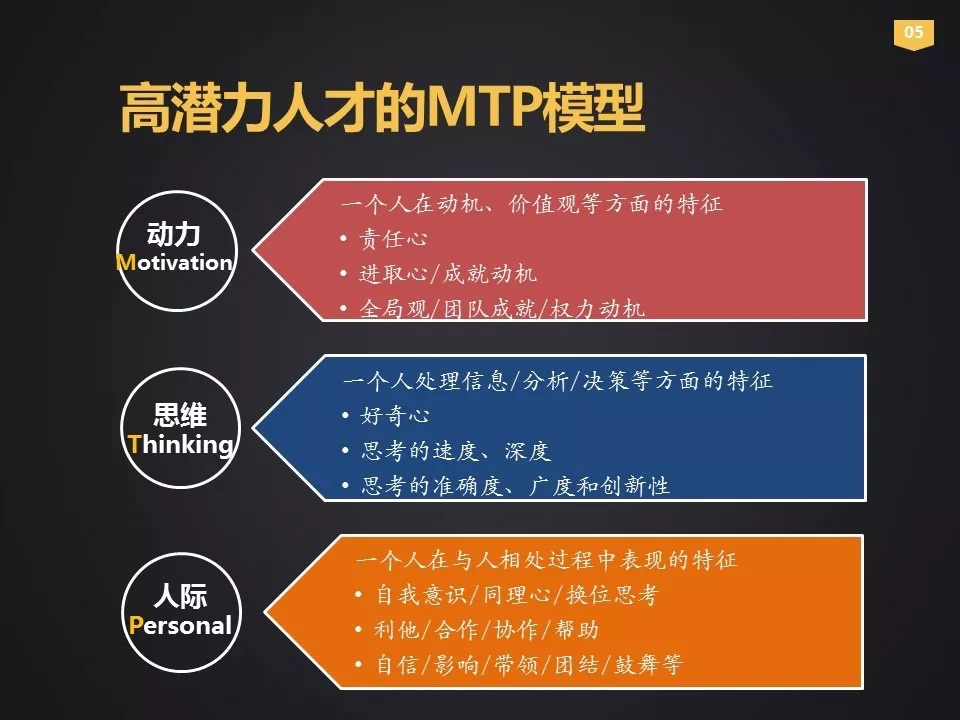 05
高潜力人才的MTP模型
动力
Motivation
一个人在动机、价值观等方面的特征
• 责任心
• 进取心/成就动机
• 全局观/团队成就/权力动机
思维
Thinking
一个人处理信息/分析/决策等方面的特征
• 好奇心
• 思考的速度、深度
• 思考的准确度、广度和创新性
人际
Personal
一个人在与人相处过程中表现的特征
• 自我意识/同理心/换位思考
• 利他/合作/协作/帮助
• 自信/影响/带领/团结/鼓舞等